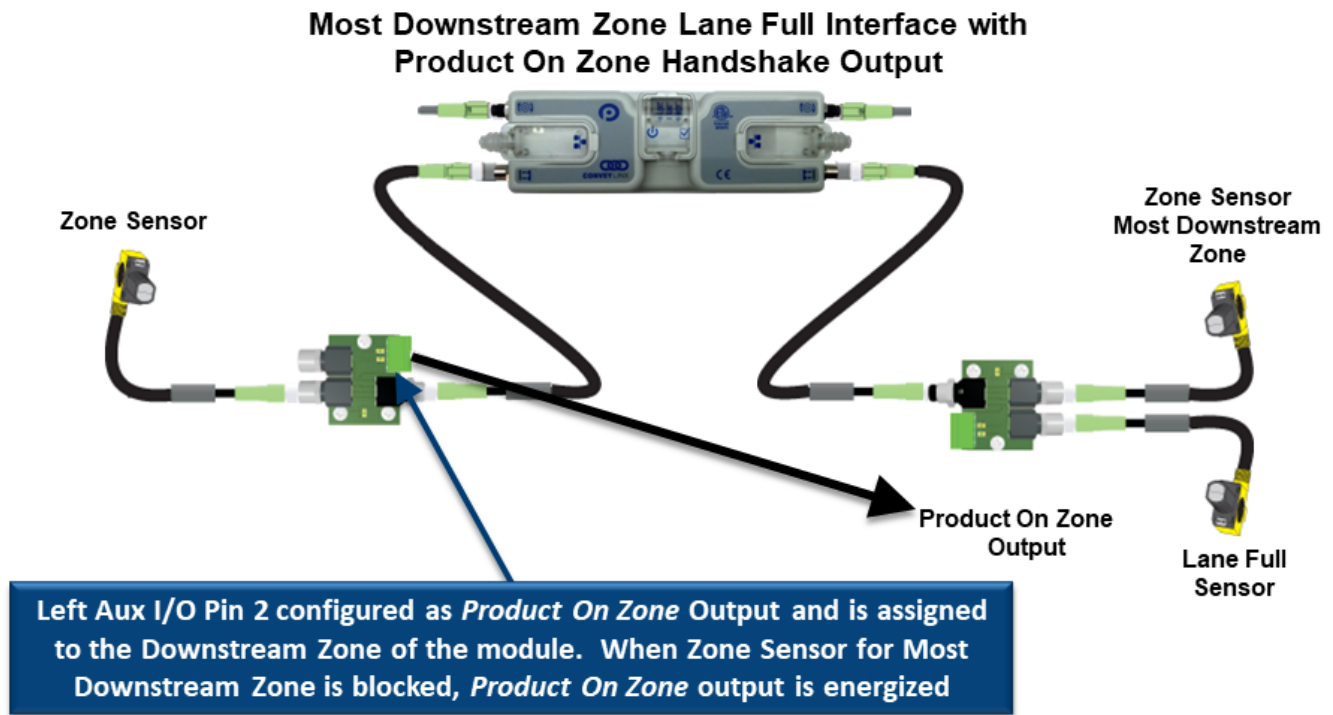 Most Downstream Zone Lane Full Interface with
Product On Zone Handshake Output
CONVEYLINX
CE
Zone Sensor
Zone Sensor
Most Downstream
Zone
Product On Zone
Output
Lane Full
Sensor
Left Aux I/O Pin 2 configured as Product On Zone Output and is assigned
to the Downstream Zone of the module.  When Zone Sensor for Most
Downstream Zone is blocked, Product On Zone output is energized